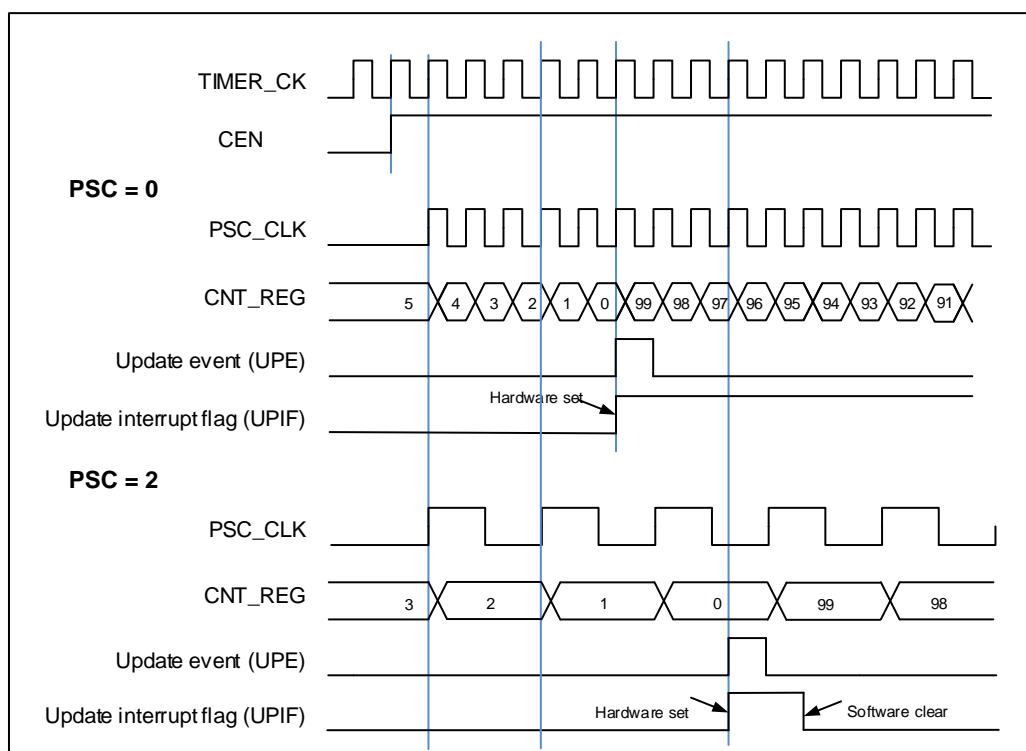 TIMER_CK
CEN
PSC = 0
PSC_CLK
CNT_REG 5 4 3 2 1 0 99 98 97 96 95 94 93 92 91
Update event (UPE)
Hardware set
Update interrupt flag (UPIF)
PSC = 2
PSC_CLK
CNT_REG 3 2 1 0 99 98
Update event (UPE)
Update interrupt flag (UPIF) Hardware set Software clear